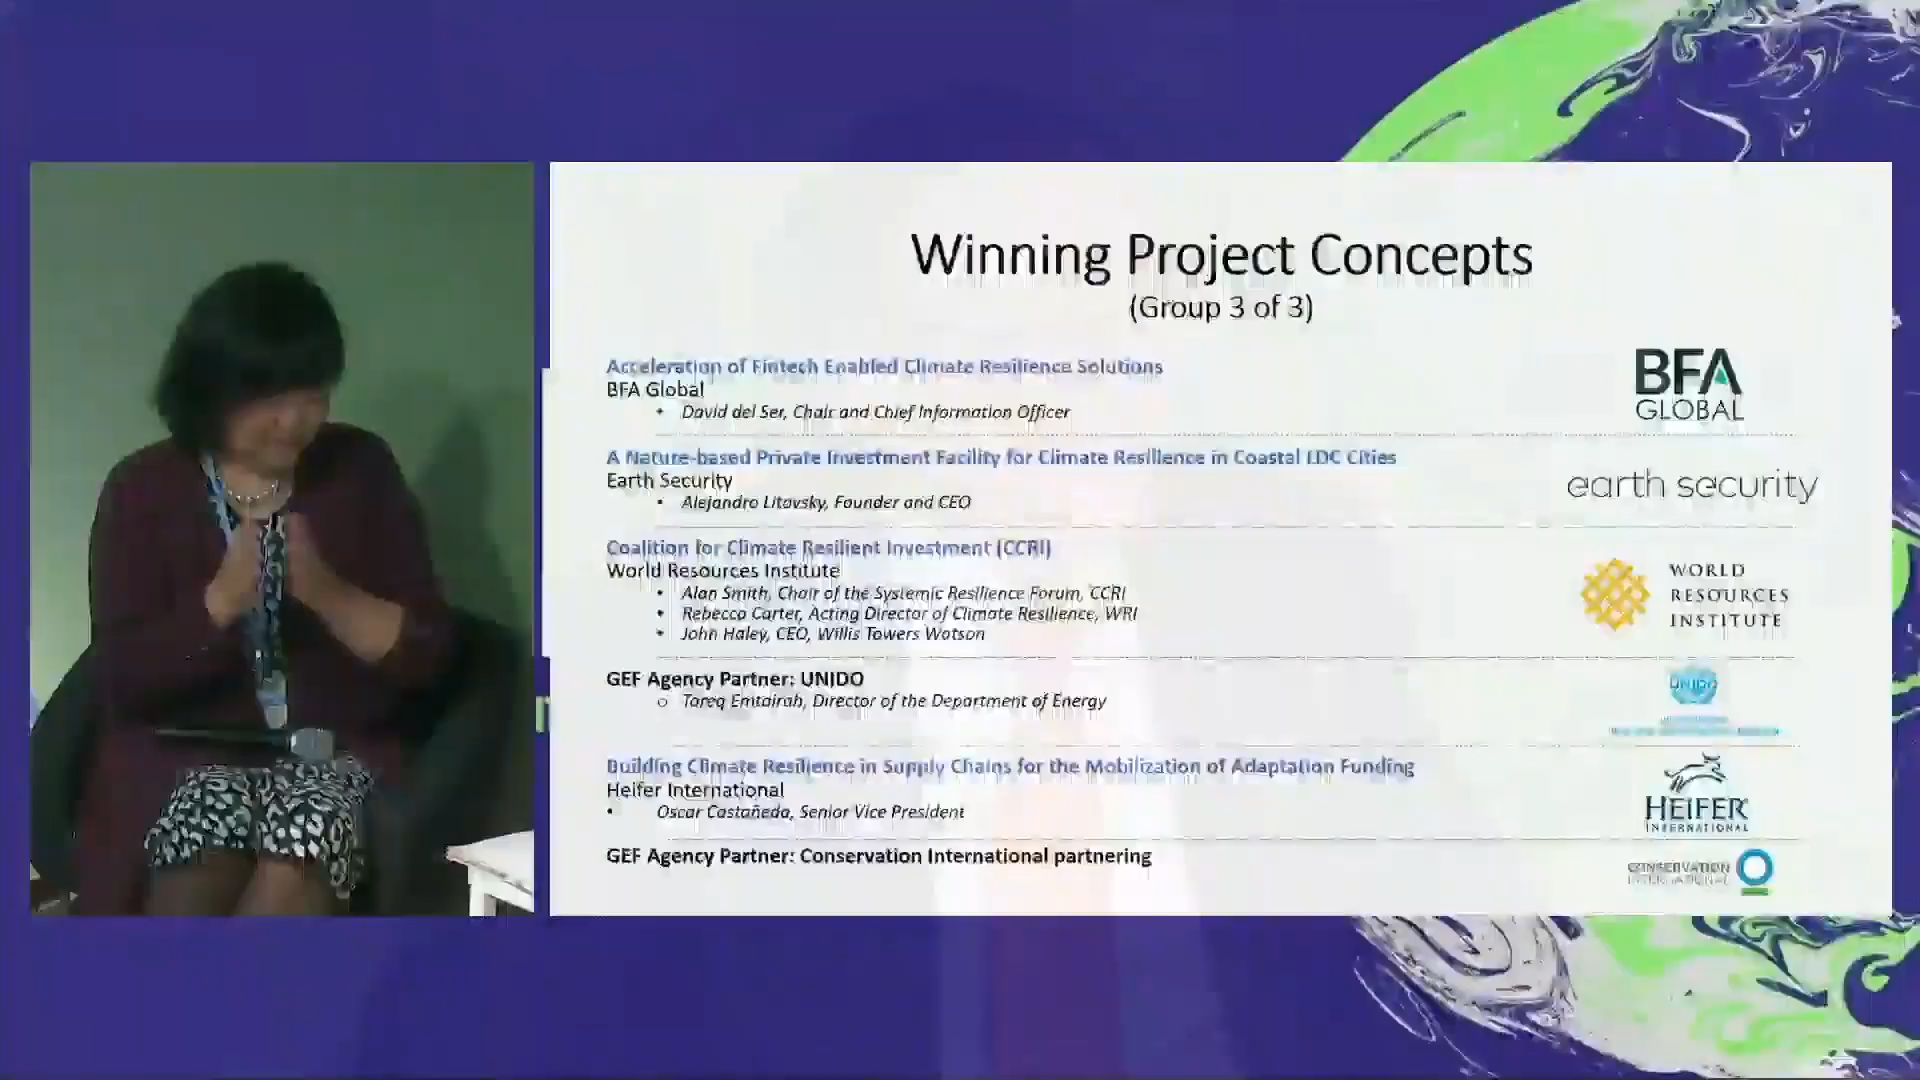 Winning Project Concepts
(Group 3 of 3)
Acceleration of Fintech Enabled Climate Resilience Solutions
BFA Global
• David del Ser, Chair and Chief Information Officer
BFA
GLOBAL
A Nature-based Private Investment Facility for Climate Resilience in Coastal LDC Cities
Earth Security
• Alejandro Litovsky, Founder and CEO
earth security
Coalition for Climate Resilient Investment (CCRI)
World Resources Institute
• Alan Smith, Chair of the Systemic Resilience Forum, CCRI
• Rebecca Carter, Acting Director of Climate Resilience, WRI
• John Haley, CEO, Willis Towers Watson
WORLD
RESOURCES
INSTITUTE
GEF Agency Partner: UNIDO
o Tareq Emtairah, Director of the Department of Energy
UNIDO
Building Climate Resilience in Supply Chains for the Mobilization of Adaptation Funding
Heifer International
• Oscar Castañeda, Senior Vice President
HEIFER
INTERNATIONAL
GEF Agency Partner: Conservation International partnering
CONSERVATION
INTERNATIONAL